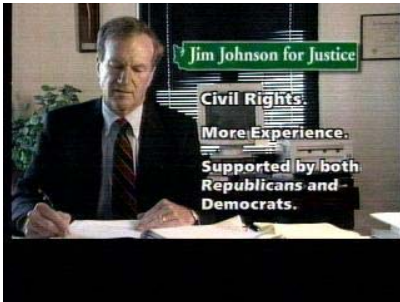 Jim Johnson for Justice
Civil Rights.
More Experience.
Supported by both
Republicans and
Democrats.